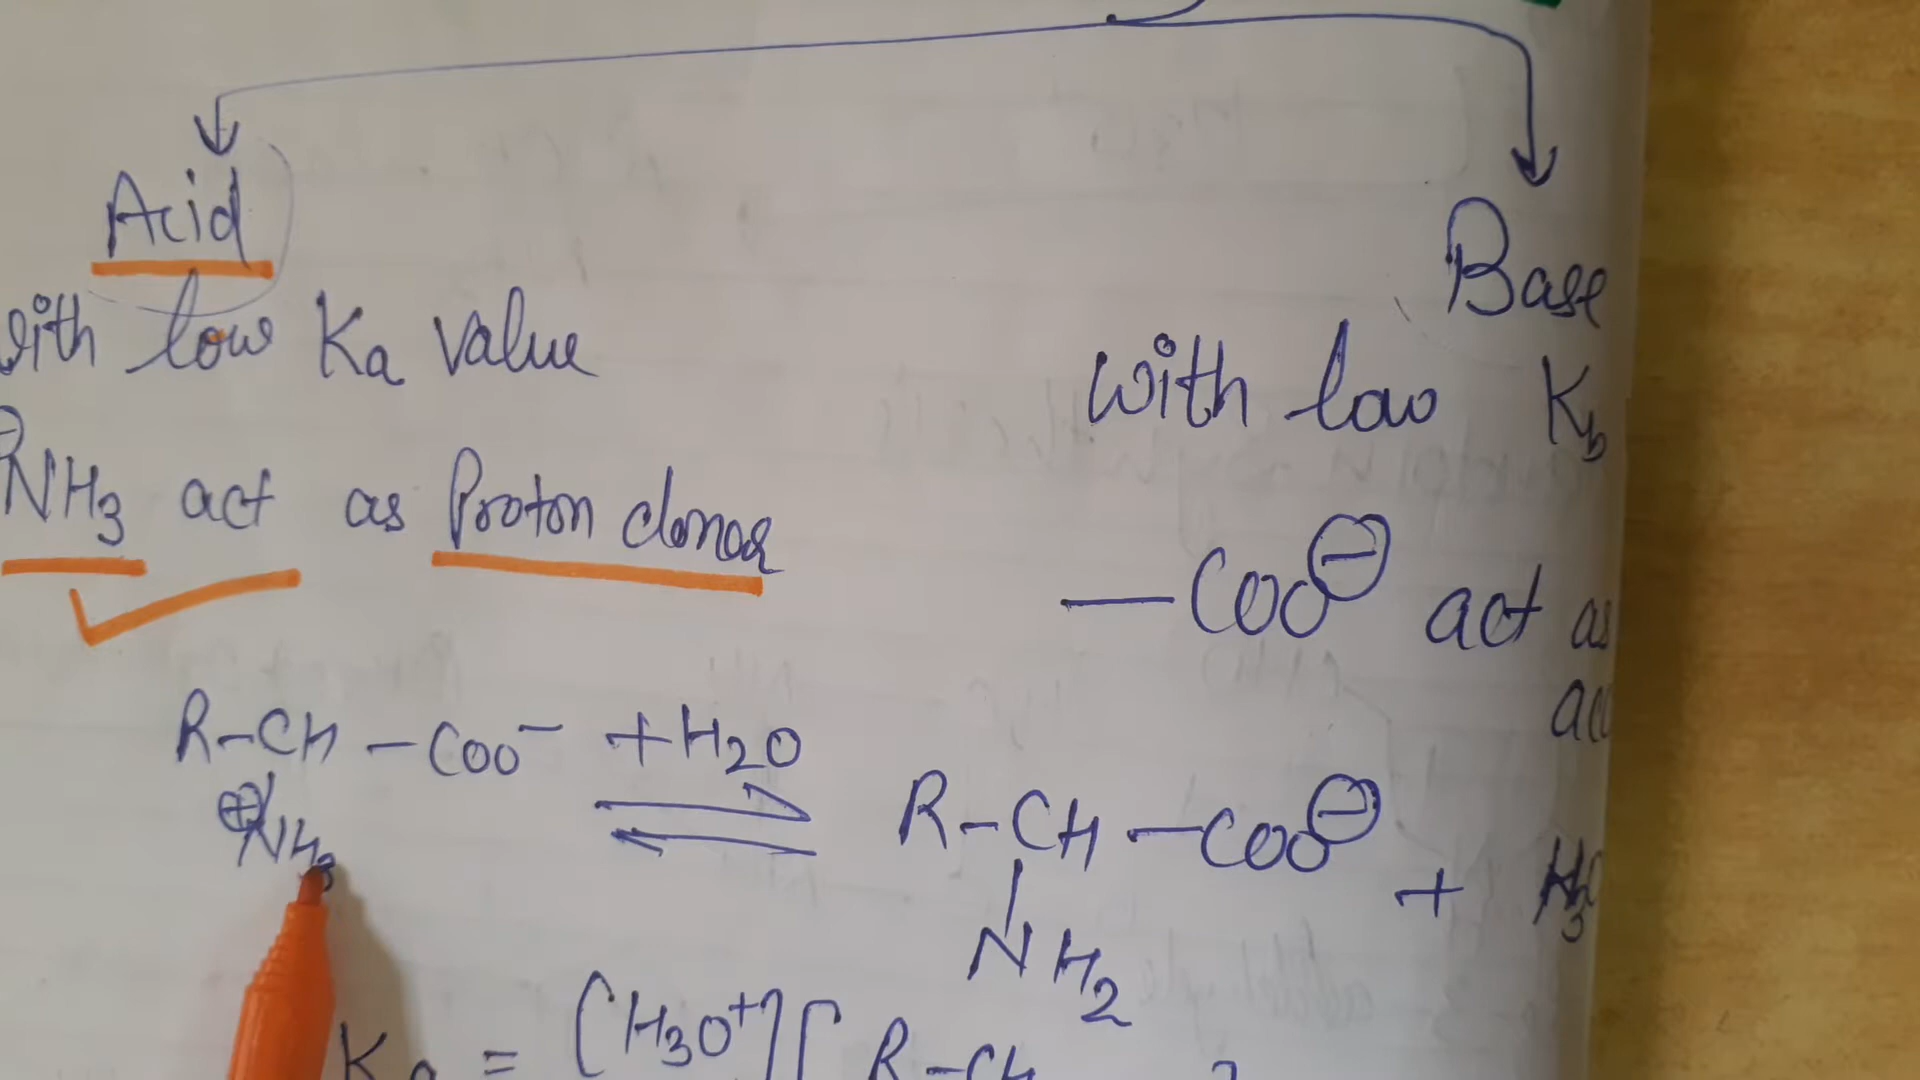 Acid
with low Ka value
NH3 act as Proton donor
R-CH-COO⁻ +H2O
⊕NH3
⇌
Base
with low Kb
-COO⊖ act as
R-CH-COO⊖ + H3
NH2
Ka = [H3O+][R-CH